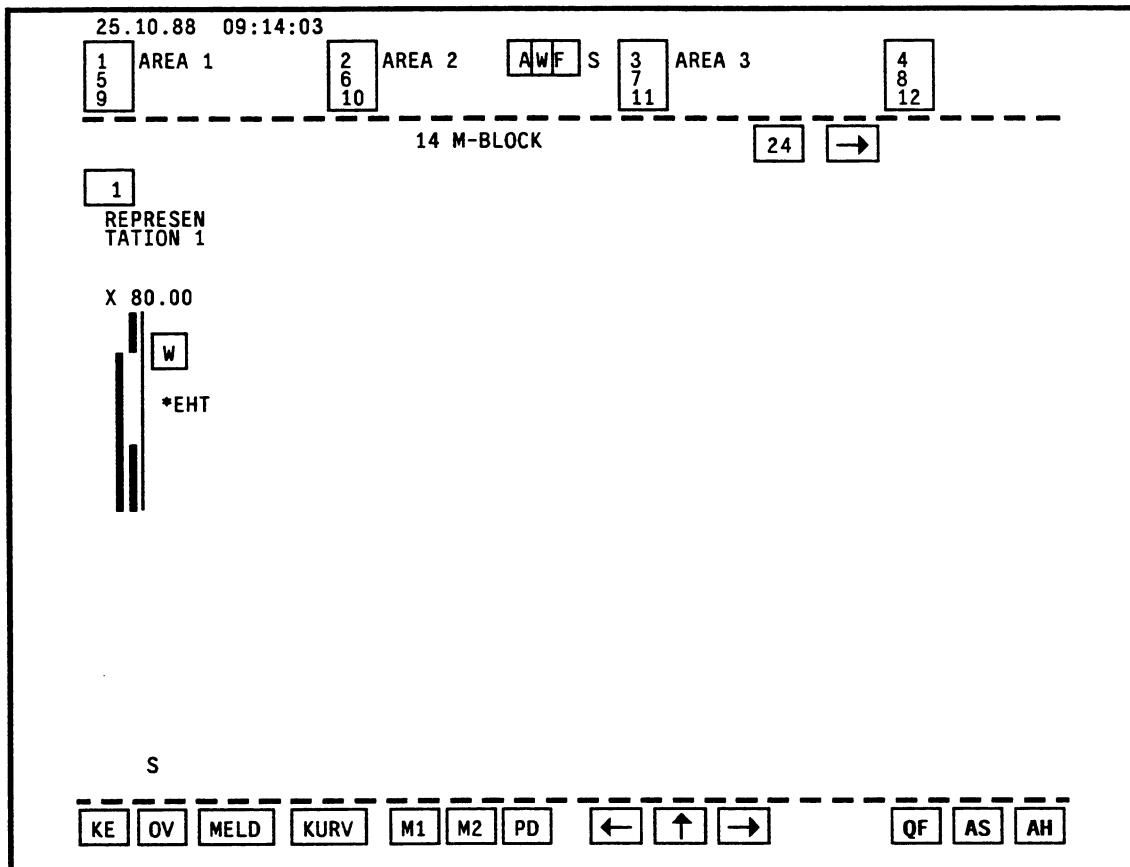 25.10.88 09:14:03
1 AREA 1 2 AREA 2 A W F S 3 AREA 3 4
5 6 7 8
9 10 11 12
14 M-BLOCK 24 →
1
REPRESEN
TATION 1
X 80.00
W
*EHT
S
KE OV MELD KURV M1 M2 PD ← ↑ → QF AS AH